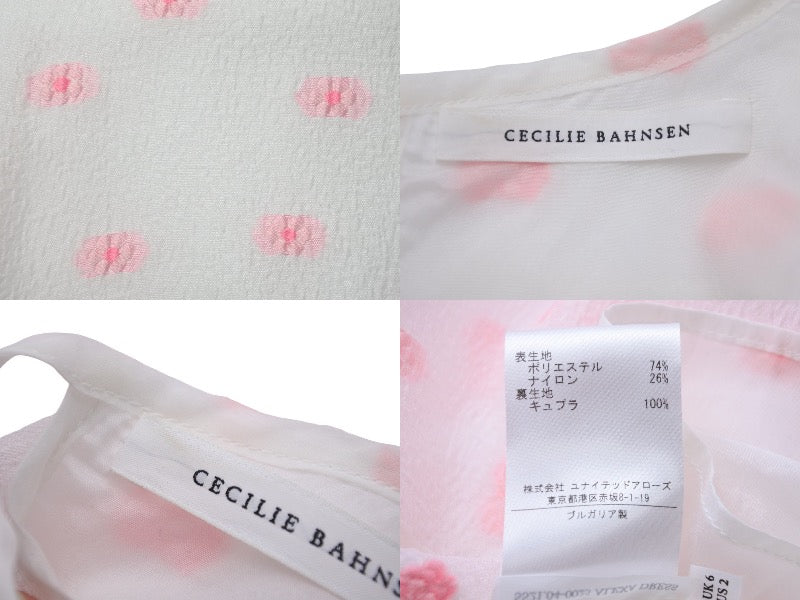 CECILIE BAHNSEN
CECILIE BAHNS
表生地
ポリエステル 74%
ナイロン 26%
裏生地
キュプラ 100%
株式会社 ユナイテッドアローズ
東京都港区赤坂8-1-19
ブルガリア製
ALEXY DRESS
UK 6
US 2